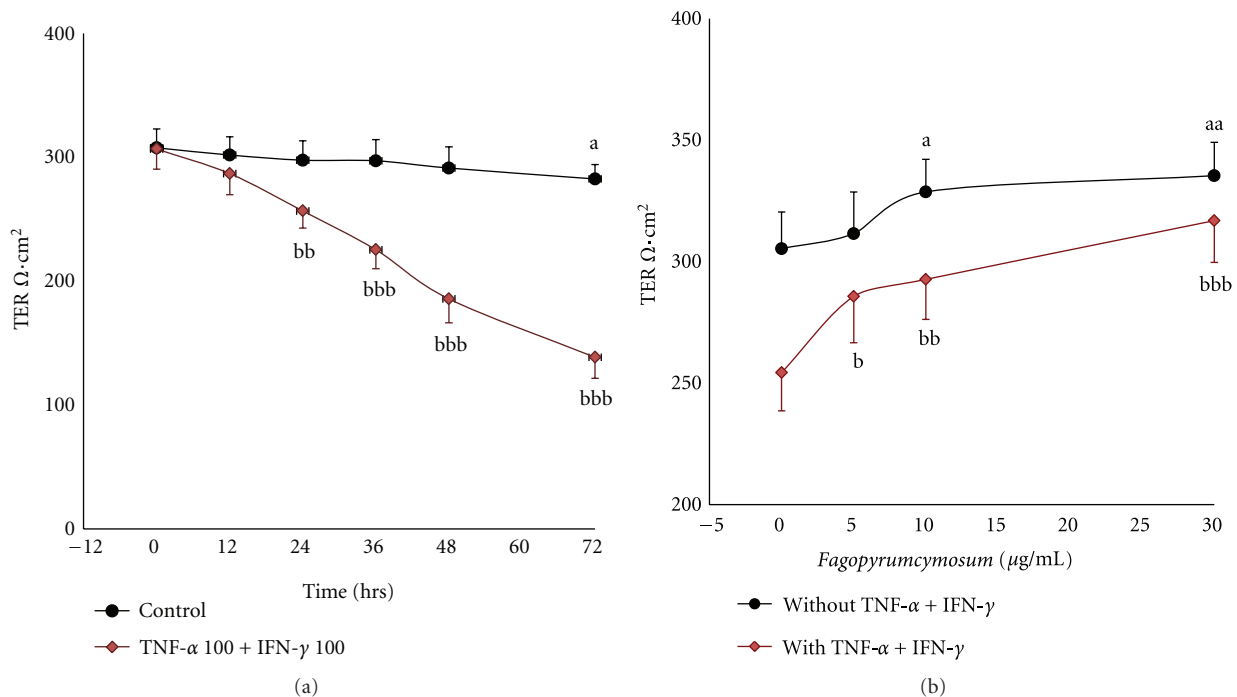 400
300
200
100
0
TER Ω·cm²
a
bb
bbb
bbb
bbb
−12 0 12 24 36 48 60 72
Time (hrs)
Control
TNF-α 100 + IFN-γ 100
(a)
400
350
300
250
200
TER Ω·cm²
a
aa
b
bb
bbb
−5 0 5 10 15 20 25 30
Fagopyrumcymosum (μg/mL)
Without TNF-α + IFN-γ
With TNF-α + IFN-γ
(b)